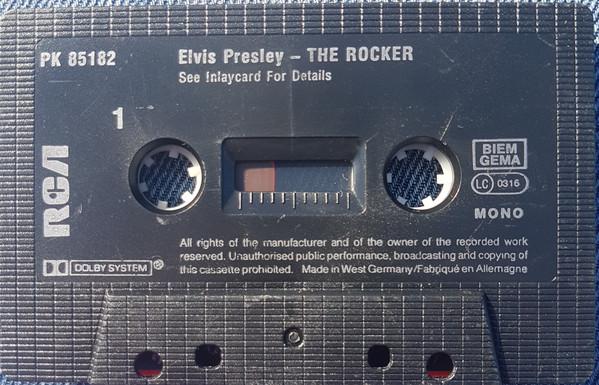 PK 85182
Elvis Presley – THE ROCKER
See Inlaycard For Details
1
RCA
BIEM
GEMA
LC 0316
MONO
All rights of the manufacturer and of the owner of the recorded work
reserved. Unauthorised public performance, broadcasting and copying of
this cassette prohibited. Made in West Germany/Fabriqué en Allemagne
DOLBY SYSTEM ®